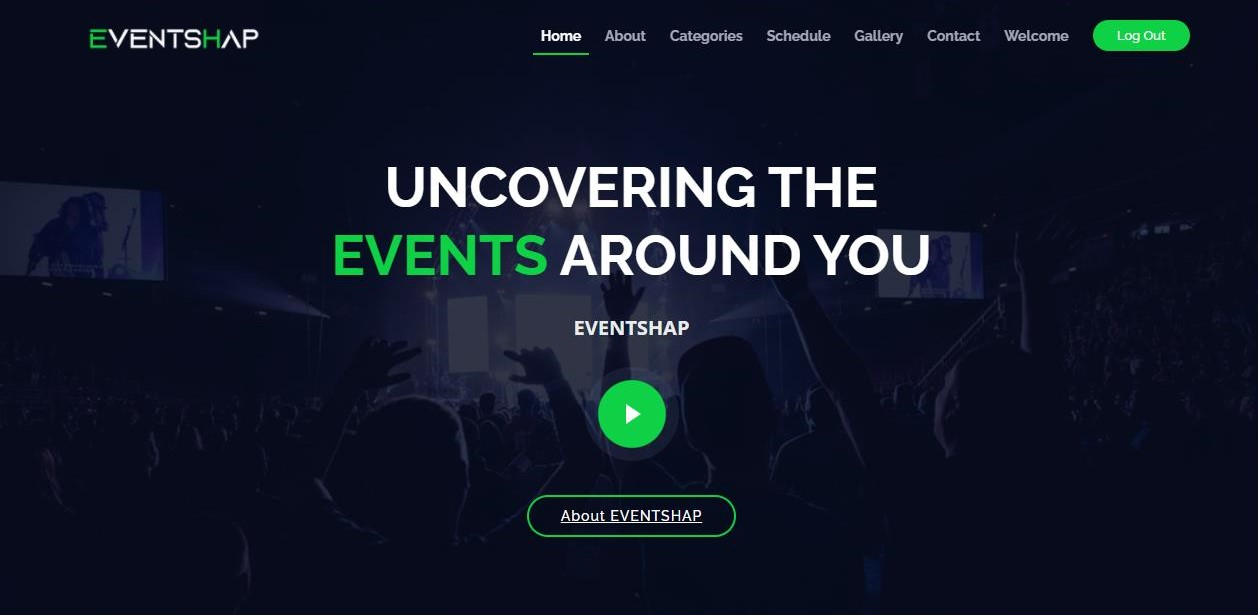 EVENTSHAP
Home About Categories Schedule Gallery Contact Welcome Log Out
UNCOVERING THE
EVENTS AROUND YOU
EVENTSHAP
About EVENTSHAP